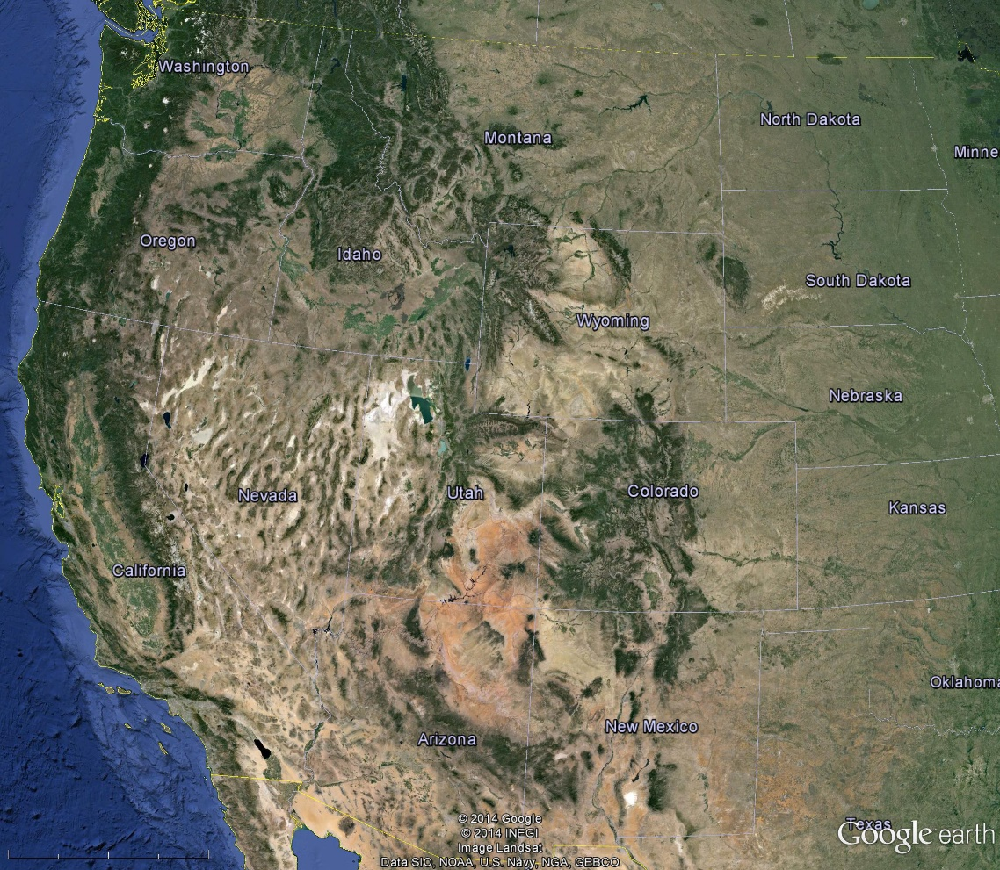 Washington
North Dakota
Montana
Minne
Oregon
Idaho
South Dakota
Wyoming
Nebraska
Nevada
Utah
Colorado
Kansas
California
Oklahoma
Arizona
New Mexico
Texas
© 2014 Google
© 2014 INEGI
Image Landsat
Data SIO, NOAA, U.S. Navy, NGA, GEBCO
Google earth